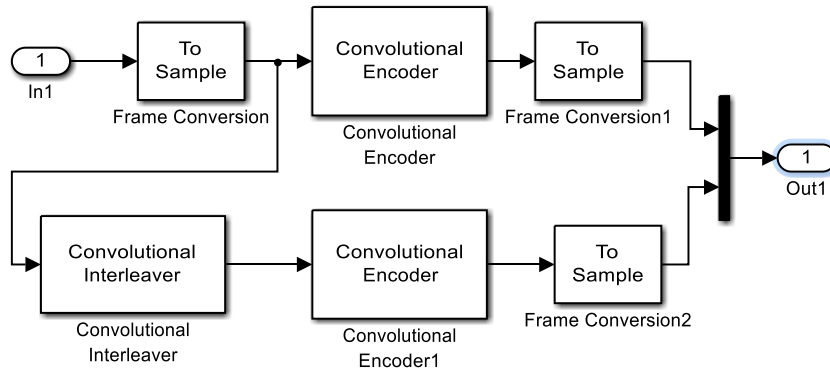 1
In1
To
Sample
Frame Conversion
Convolutional
Encoder
Convolutional
Encoder
To
Sample
Frame Conversion1
1
Out1
Convolutional
Interleaver
Convolutional
Interleaver
Convolutional
Encoder
Convolutional
Encoder1
To
Sample
Frame Conversion2